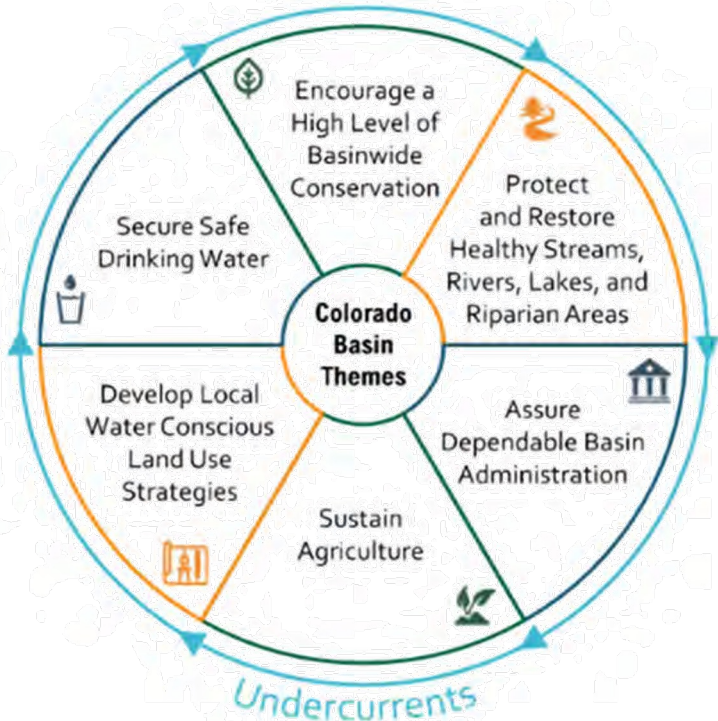 Encourage a
High Level of
Basinwide
Conservation
Protect
and Restore
Healthy Streams,
Rivers, Lakes, and
Riparian Areas
Assure
Dependable Basin
Administration
Sustain
Agriculture
Develop Local
Water Conscious
Land Use
Strategies
Secure Safe
Drinking Water
Colorado
Basin
Themes
Undercurrents